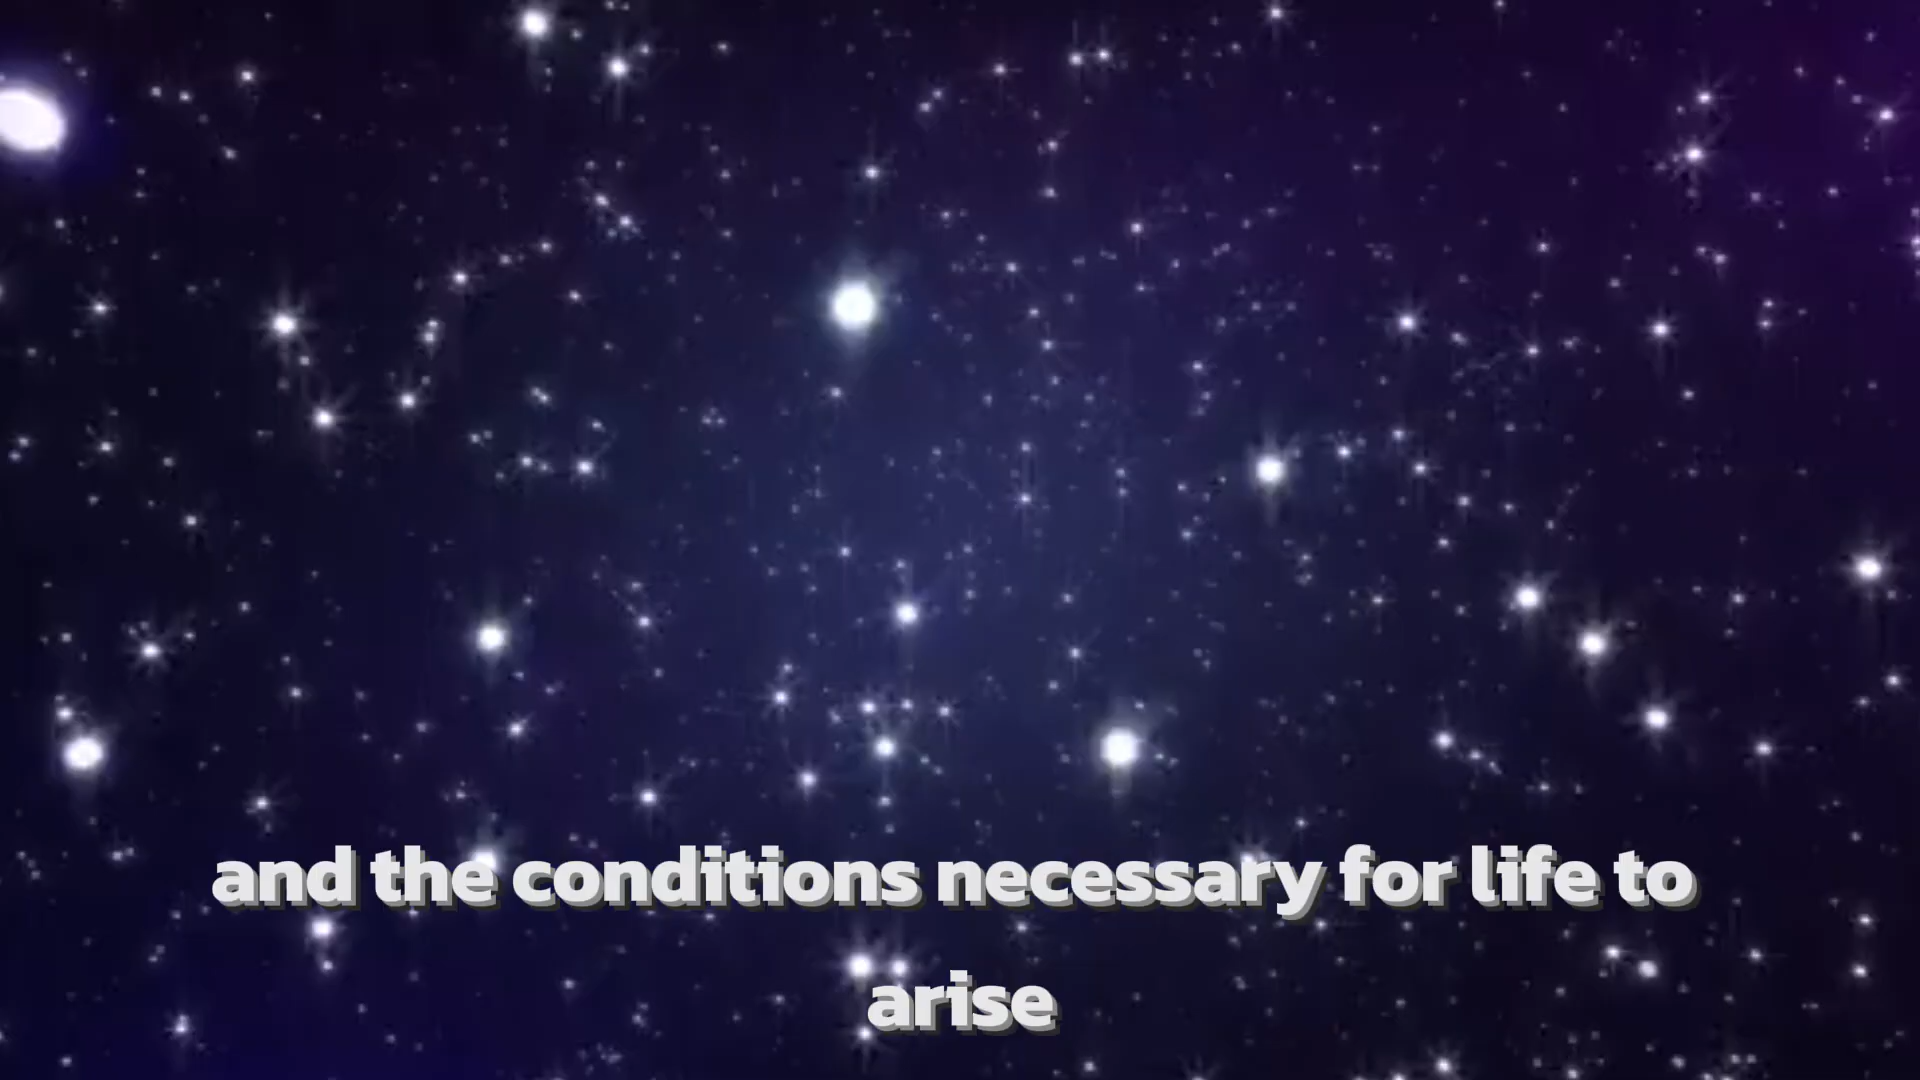 and the conditions necessary for life to
arise